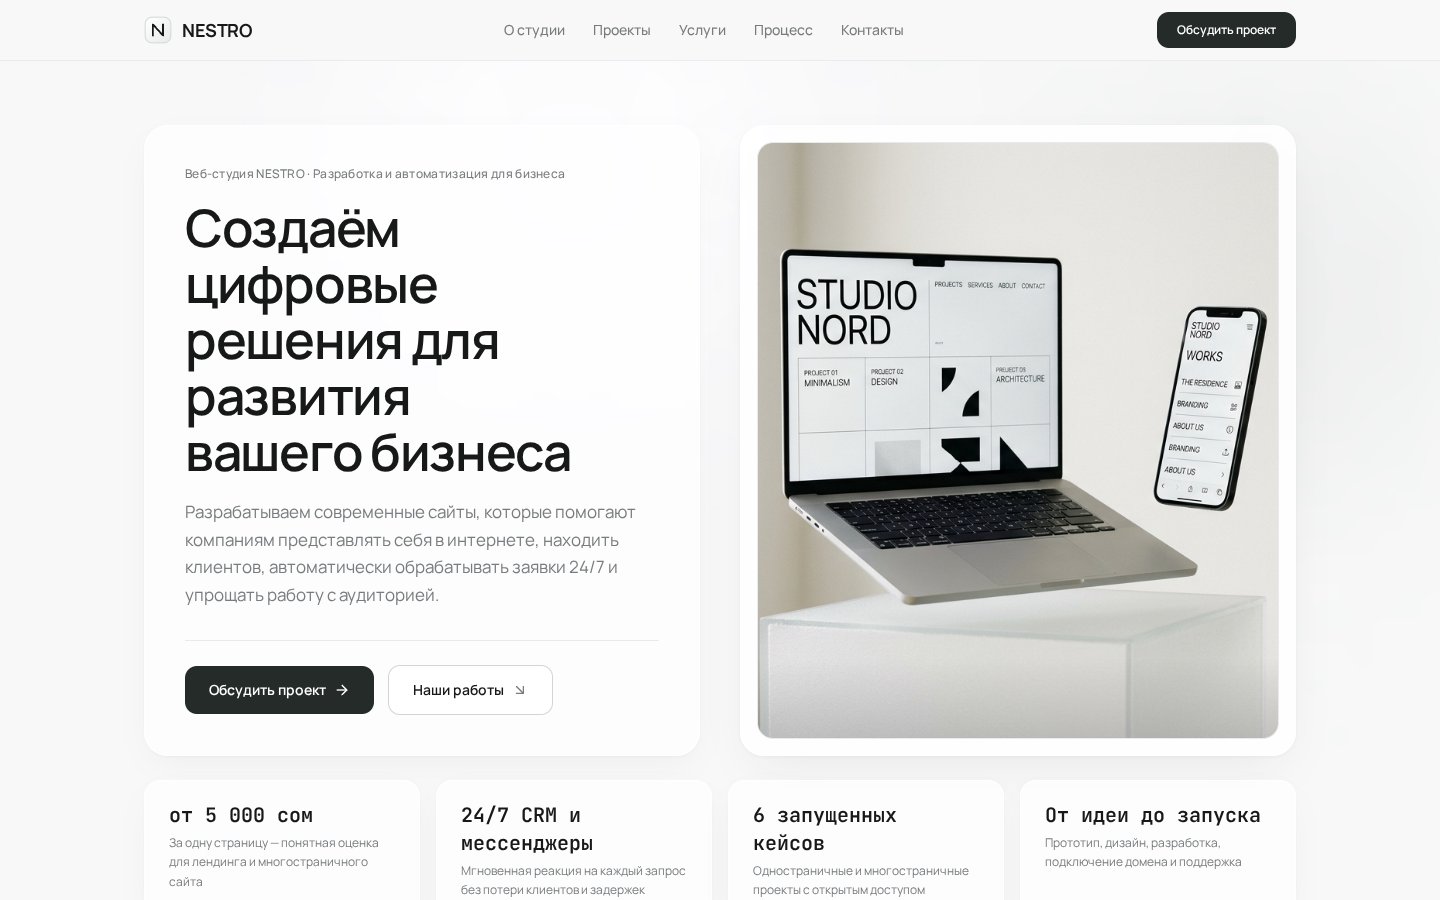 N NESTRO
О студии Проекты Услуги Процесс Контакты
Обсудить проект
Веб-студия NESTRO · Разработка и автоматизация для бизнеса
Создаём
цифровые
решения для
развития
вашего бизнеса
Разрабатываем современные сайты, которые помогают
компаниям представлять себя в интернете, находить
клиентов, автоматически обрабатывать заявки 24/7 и
упрощать работу с аудиторией.
Обсудить проект →
Наши работы ↘
STUDIO
NORD
PROJECTS SERVICES ABOUT CONTACT
PROJECT 01
MINIMALISM
PROJECT 02
DESIGN
PROJECT 05
ARCHITECTURE
STUDIO
NORD
WORKS
THE RESIDENCE
BRANDING
ABOUT US
BRANDING
ABOUT US
от 5 000 сом
За одну страницу — понятная оценка
для лендинга и многостраничного
сайта
24/7 CRM и
мессенджеры
Мгновенная реакция на каждый запрос
без потери клиентов и задержек
6 запущенных
кейсов
Одностраничные и многостраничные
проекты с открытым доступом
От идеи до запуска
Прототип, дизайн, разработка,
подключение домена и поддержка